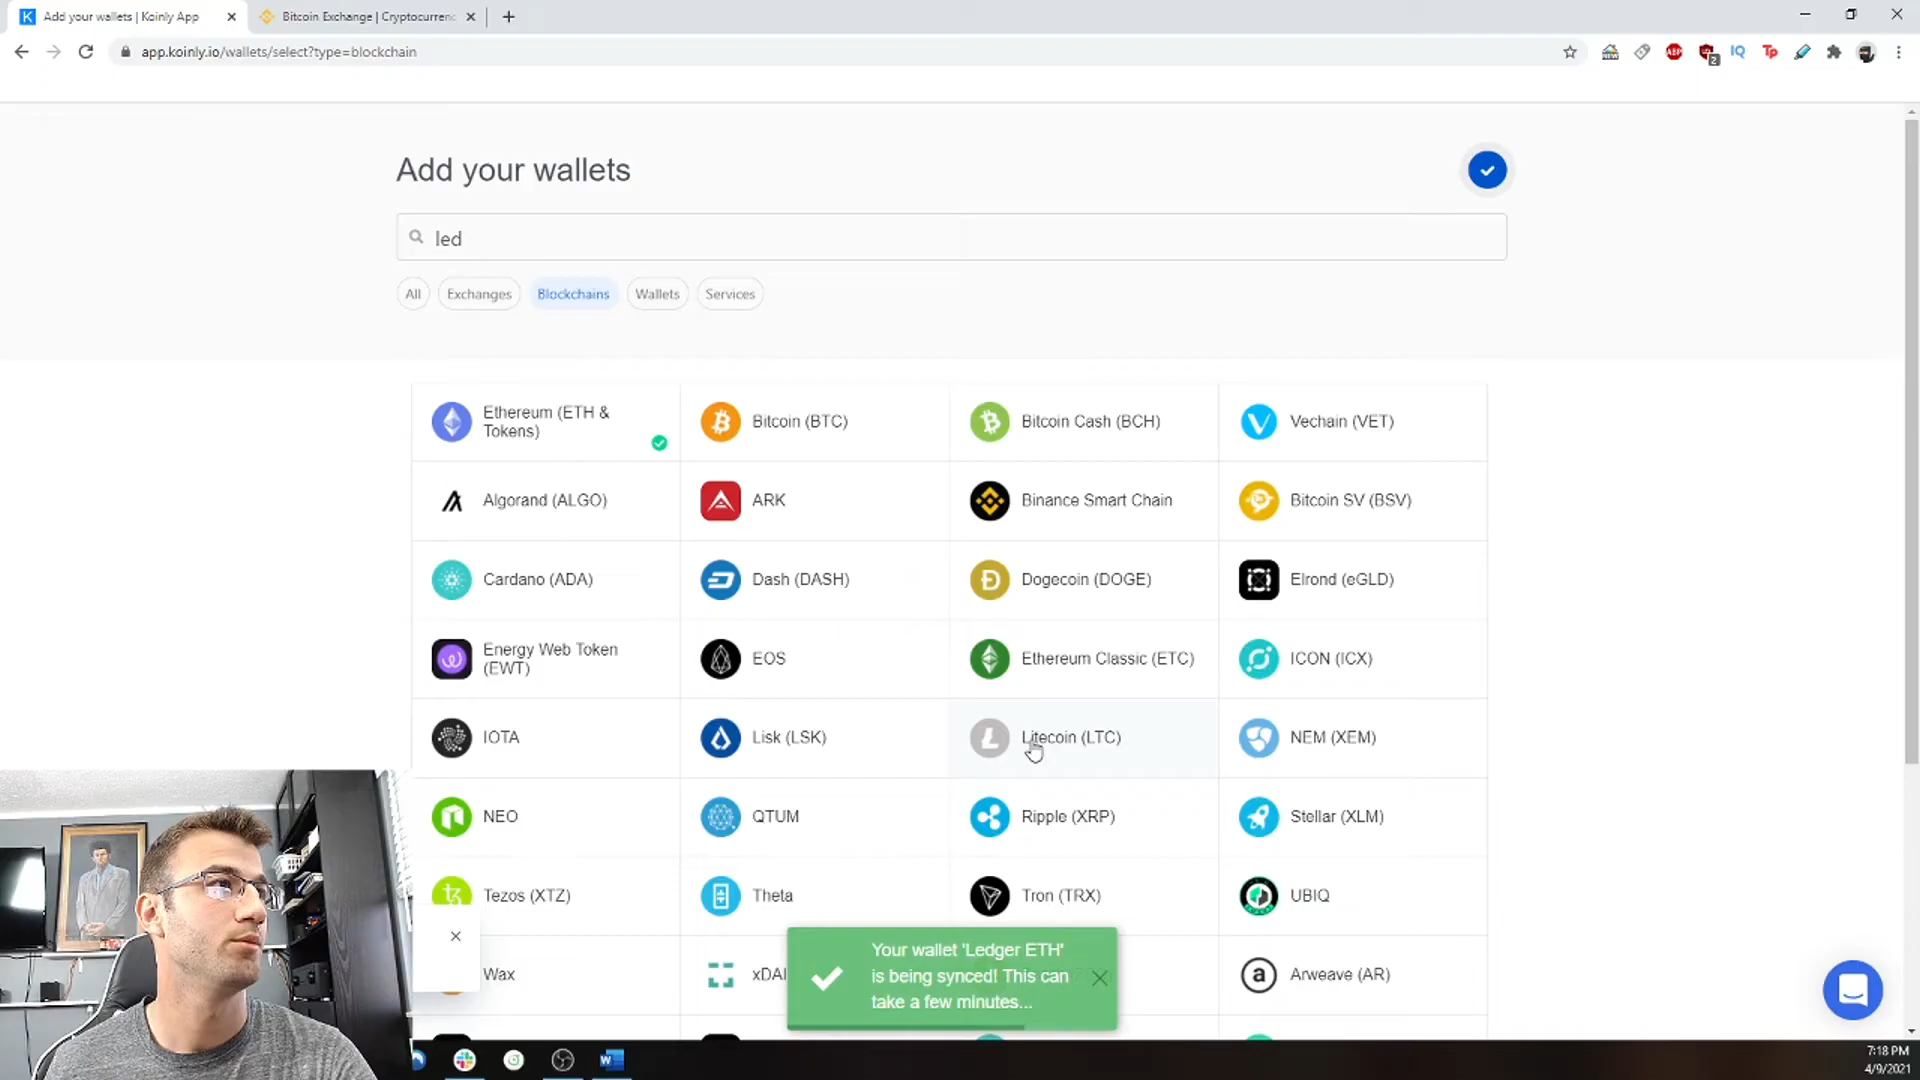 Add your wallets | Koinly App
Bitcoin Exchange | Cryptocurrenc
app.koinly.io/wallets/select?type=blockchain
ABP
2
IQ
Tp
Add your wallets
led
All
Exchanges
Blockchains
Wallets
Services
Ethereum (ETH &
Tokens)
Bitcoin (BTC)
Bitcoin Cash (BCH)
Vechain (VET)
Algorand (ALGO)
ARK
Binance Smart Chain
Bitcoin SV (BSV)
Cardano (ADA)
Dash (DASH)
Dogecoin (DOGE)
Elrond (eGLD)
Energy Web Token
(EWT)
EOS
Ethereum Classic (ETC)
ICON (ICX)
IOTA
Lisk (LSK)
Litecoin (LTC)
NEM (XEM)
NEO
QTUM
Ripple (XRP)
Stellar (XLM)
Tezos (XTZ)
Theta
Tron (TRX)
UBIQ
Wax
xDAI
Arweave (AR)
Your wallet 'Ledger ETH'
is being synced! This can
take a few minutes...
7:18 PM
4/9/2021